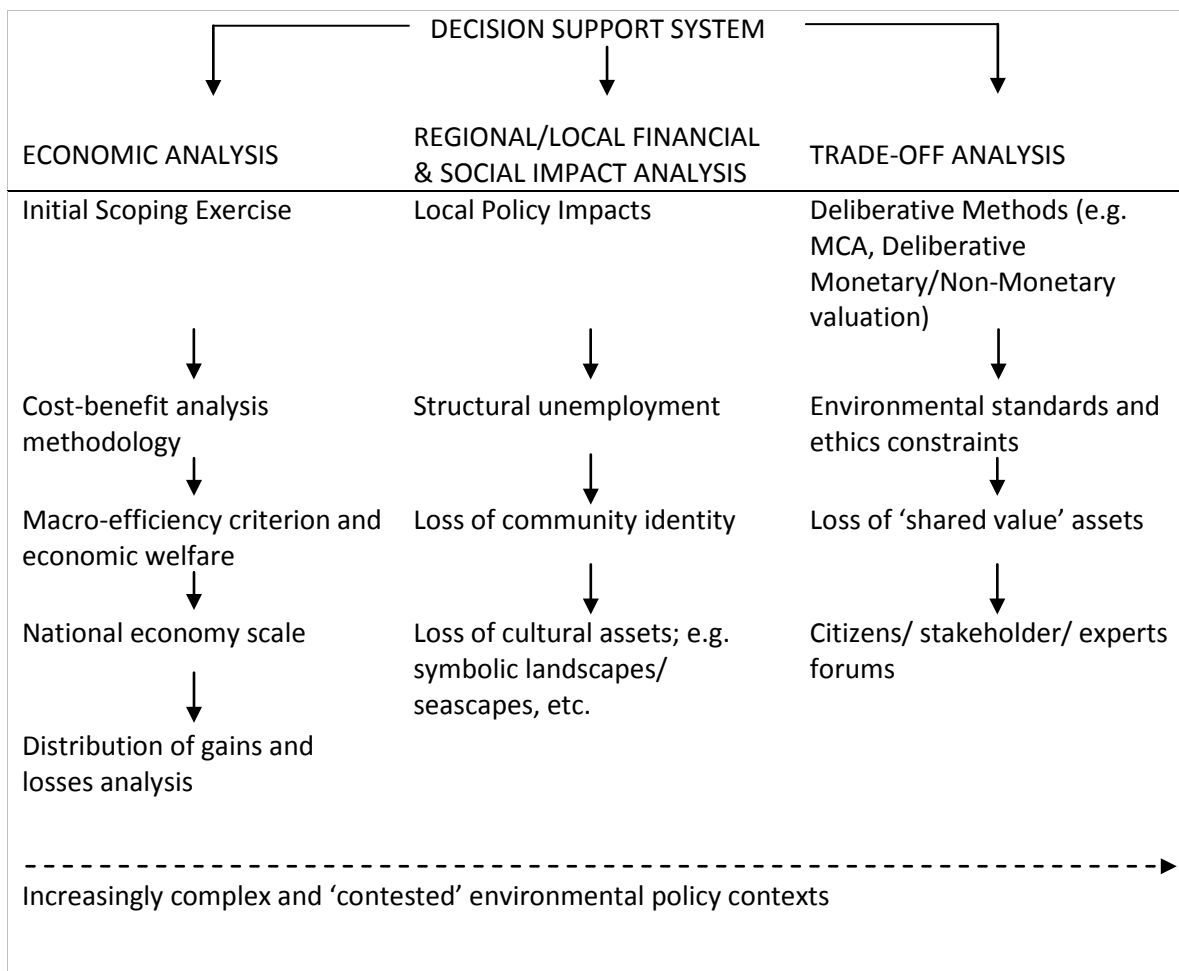 DECISION SUPPORT SYSTEM
ECONOMIC ANALYSIS
REGIONAL/LOCAL FINANCIAL
& SOCIAL IMPACT ANALYSIS
TRADE-OFF ANALYSIS
Initial Scoping Exercise
Local Policy Impacts
Deliberative Methods (e.g.
MCA, Deliberative
Monetary/Non-Monetary
valuation)
Cost-benefit analysis
methodology
Structural unemployment
Environmental standards and
ethics constraints
Macro-efficiency criterion and
economic welfare
Loss of community identity
Loss of ‘shared value’ assets
National economy scale
Loss of cultural assets; e.g.
symbolic landscapes/
seascapes, etc.
Citizens/ stakeholder/ experts
forums
Distribution of gains and
losses analysis
Increasingly complex and ‘contested’ environmental policy contexts